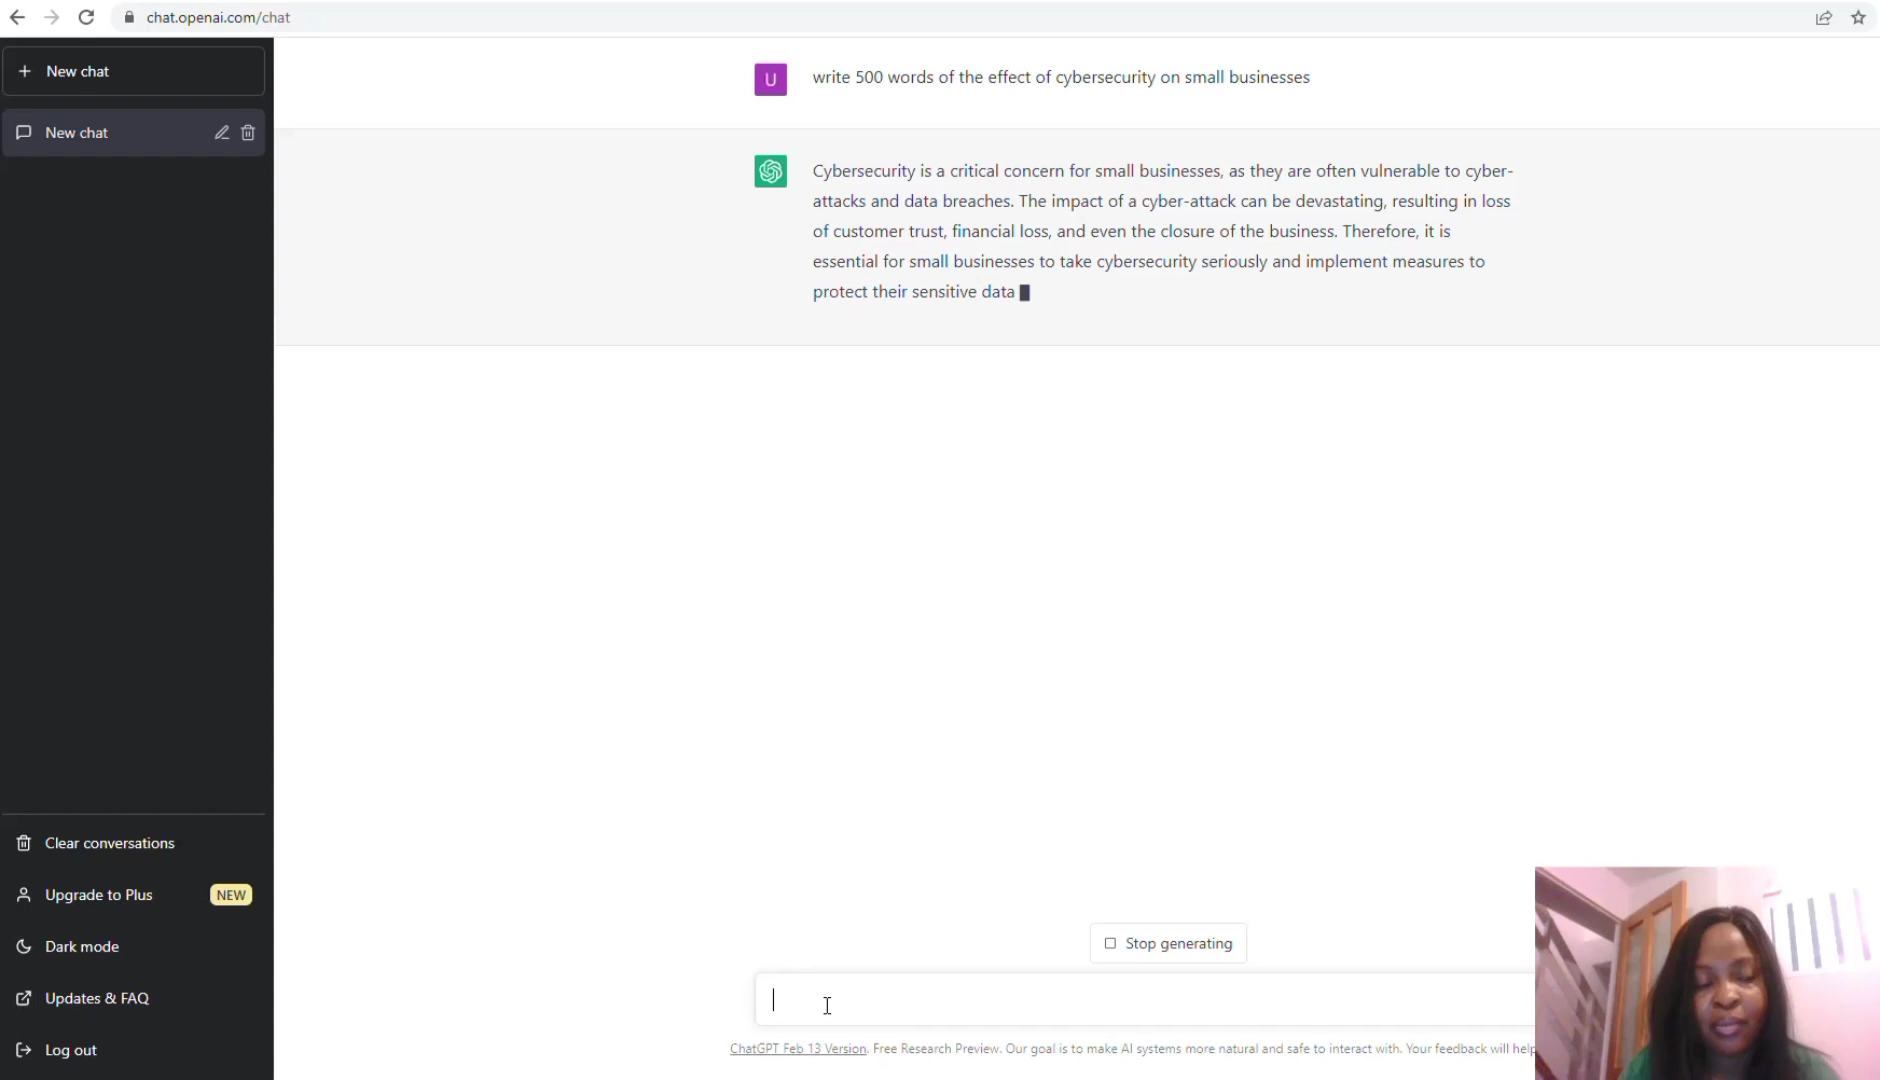 chat.openai.com/chat
New chat
New chat
Clear conversations
Upgrade to Plus NEW
Dark mode
Updates & FAQ
Log out
U write 500 words of the effect of cybersecurity on small businesses
Cybersecurity is a critical concern for small businesses, as they are often vulnerable to cyber-
attacks and data breaches. The impact of a cyber-attack can be devastating, resulting in loss
of customer trust, financial loss, and even the closure of the business. Therefore, it is
essential for small businesses to take cybersecurity seriously and implement measures to
protect their sensitive data
Stop generating
ChatGPT Feb 13 Version. Free Research Preview. Our goal is to make AI systems more natural and safe to interact with. Your feedback will help